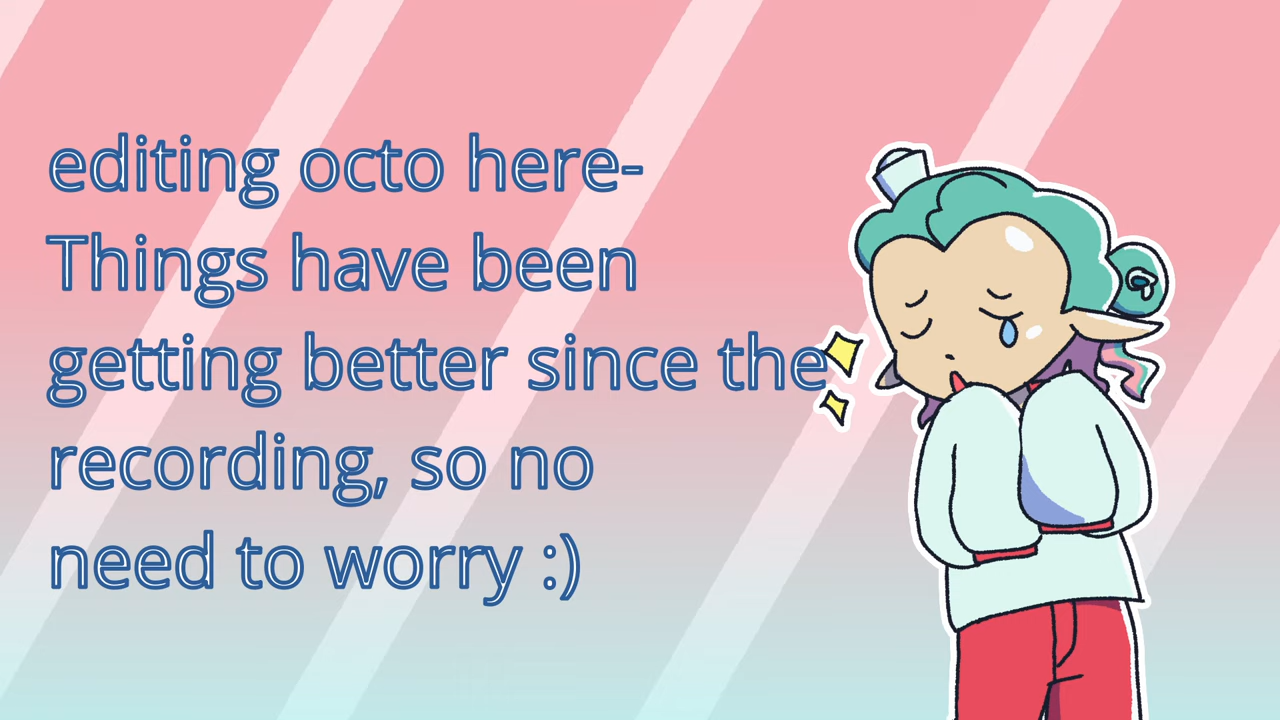 editing octo here-
Things have been
getting better since the
recording, so no
need to worry :)